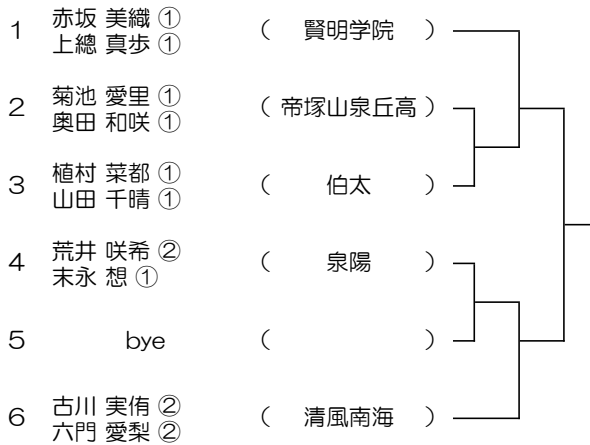 1 赤坂 美織 ① ( 賢明学院 )
上總 真歩 ①
2 菊池 愛里 ① ( 帝塚山泉丘高 )
奥田 和咲 ①
3 植村 菜都 ① ( 伯太 )
山田 千晴 ①
4 荒井 咲希 ② ( 泉陽 )
末永 想 ①
5 bye ( )
6 古川 実侑 ② ( 清風南海 )
六門 愛梨 ②